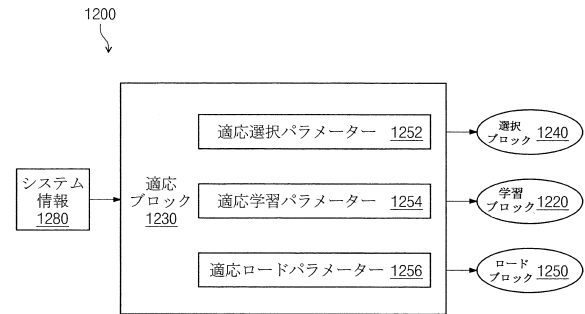 1200
システム
情報
1280
適応
ブロック
1230
適応選択パラメーター 1252
適応学習パラメーター 1254
適応ロードパラメーター 1256
選択
ブロック 1240
学習
ブロック 1220
ロード
ブロック 1250